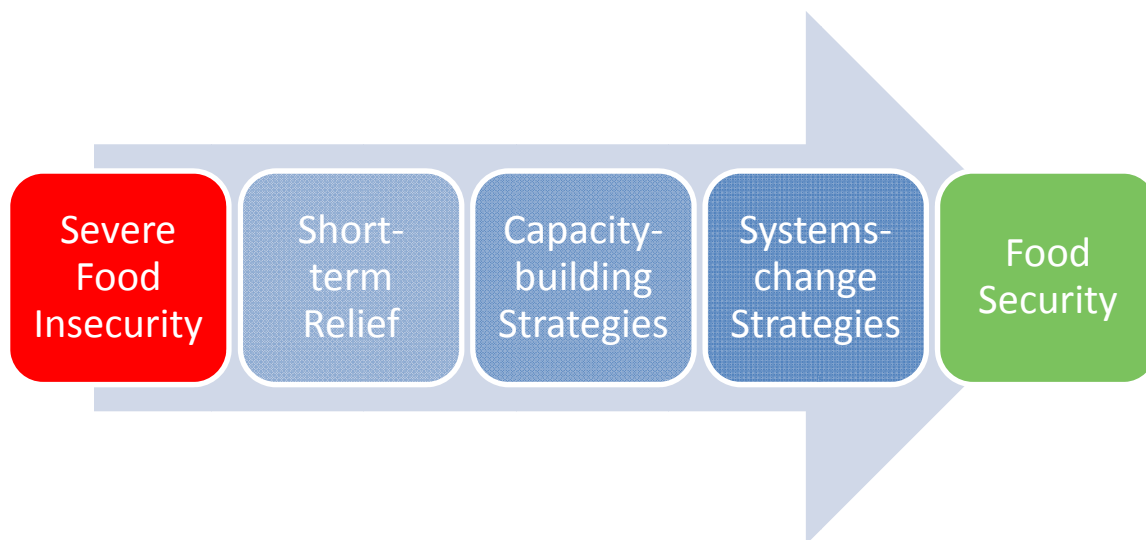 Severe
Food
Insecurity
Short-
term
Relief
Capacity-
building
Strategies
Systems-
change
Strategies
Food
Security